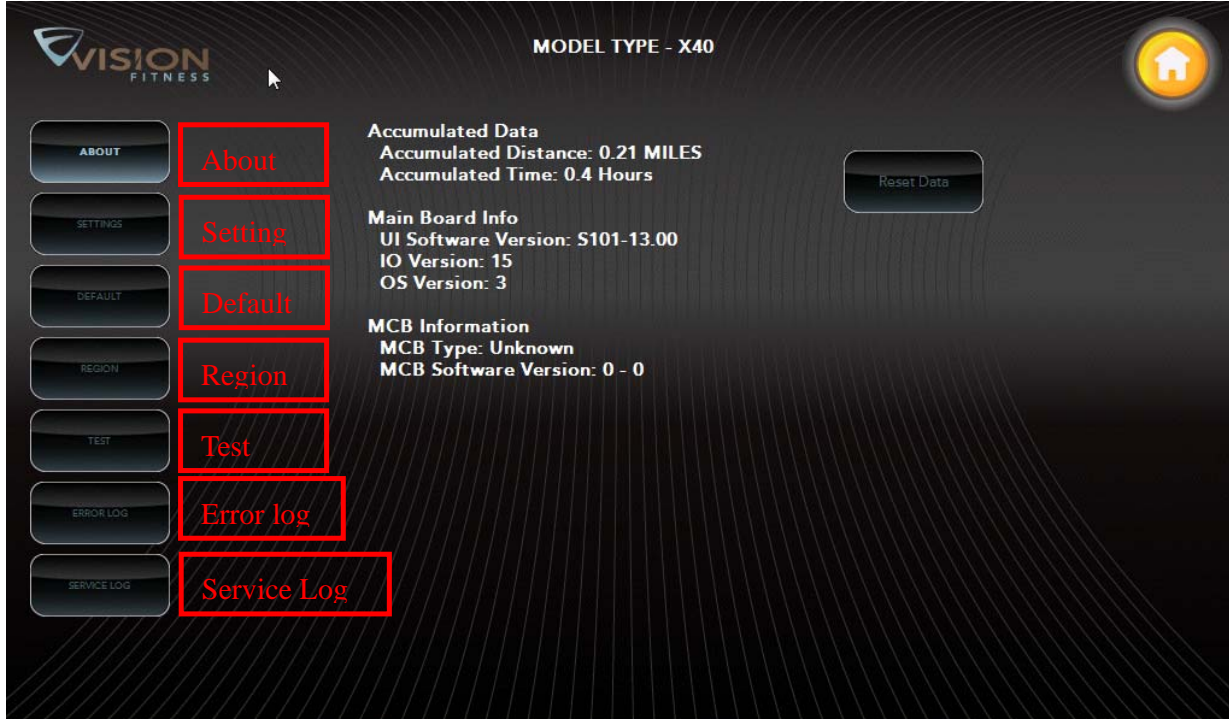 VISION
FITNESS
MODEL TYPE - X40
ABOUT
About
SETTINGS
Setting
DEFAULT
Default
REGION
Region
TEST
Test
ERROR LOG
Error log
SERVICE LOG
Service Log
Accumulated Data
Accumulated Distance: 0.21 MILES
Accumulated Time: 0.4 Hours
Main Board Info
UI Software Version: S101-13.00
IO Version: 15
OS Version: 3
MCB Information
MCB Type: Unknown
MCB Software Version: 0 - 0
Reset Data